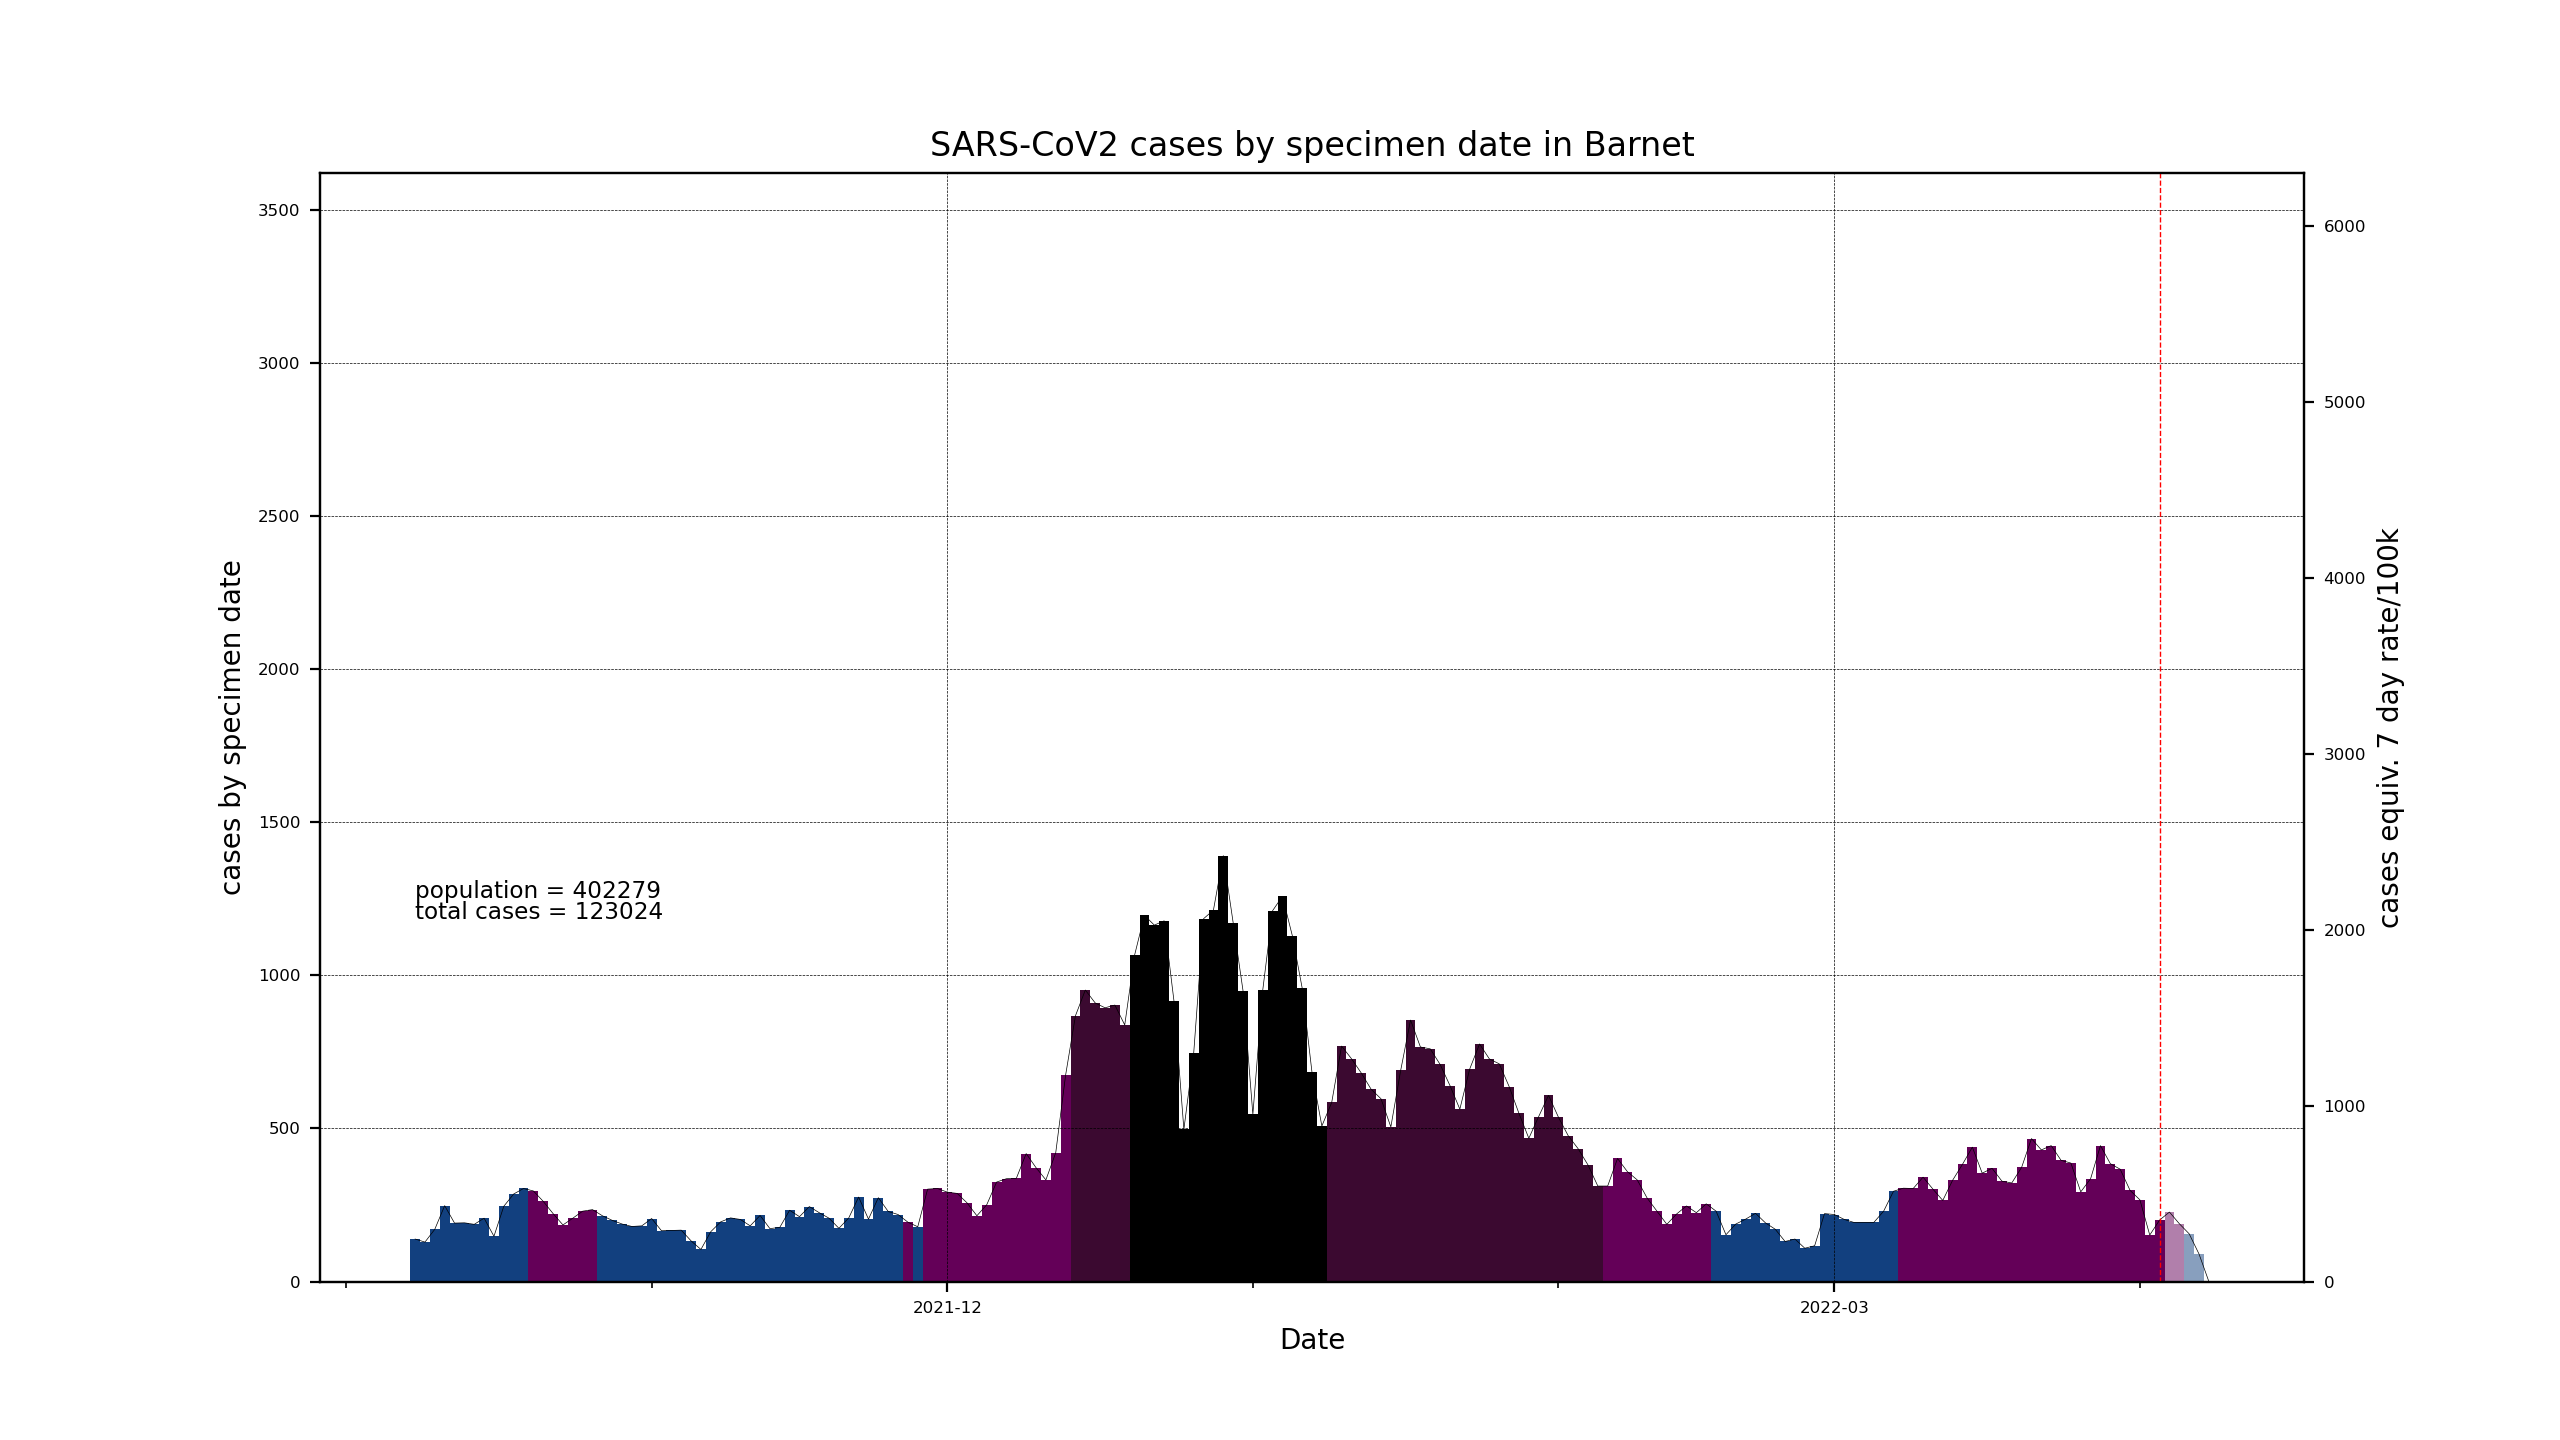 SARS-CoV2 cases by specimen date in Barnet
3500
3000
2500
2000
1500
1000
500
0
cases by specimen date
population = 402279
total cases = 123024
6000
5000
4000
3000
2000
1000
0
cases equiv. 7 day rate/100k
2021-12
2022-03
Date